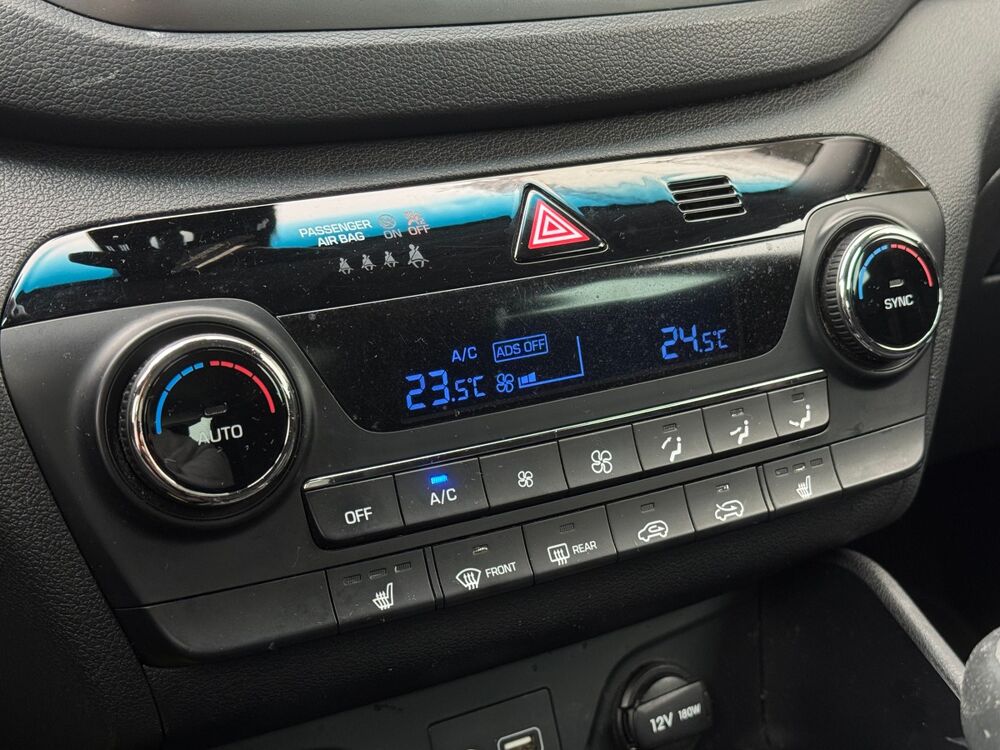 PASSENGER
AIR BAG ON OFF
A/C ADS OFF
23.5°C
24.5°C
AUTO
SYNC
OFF
A/C
FRONT
REAR
12V 180W